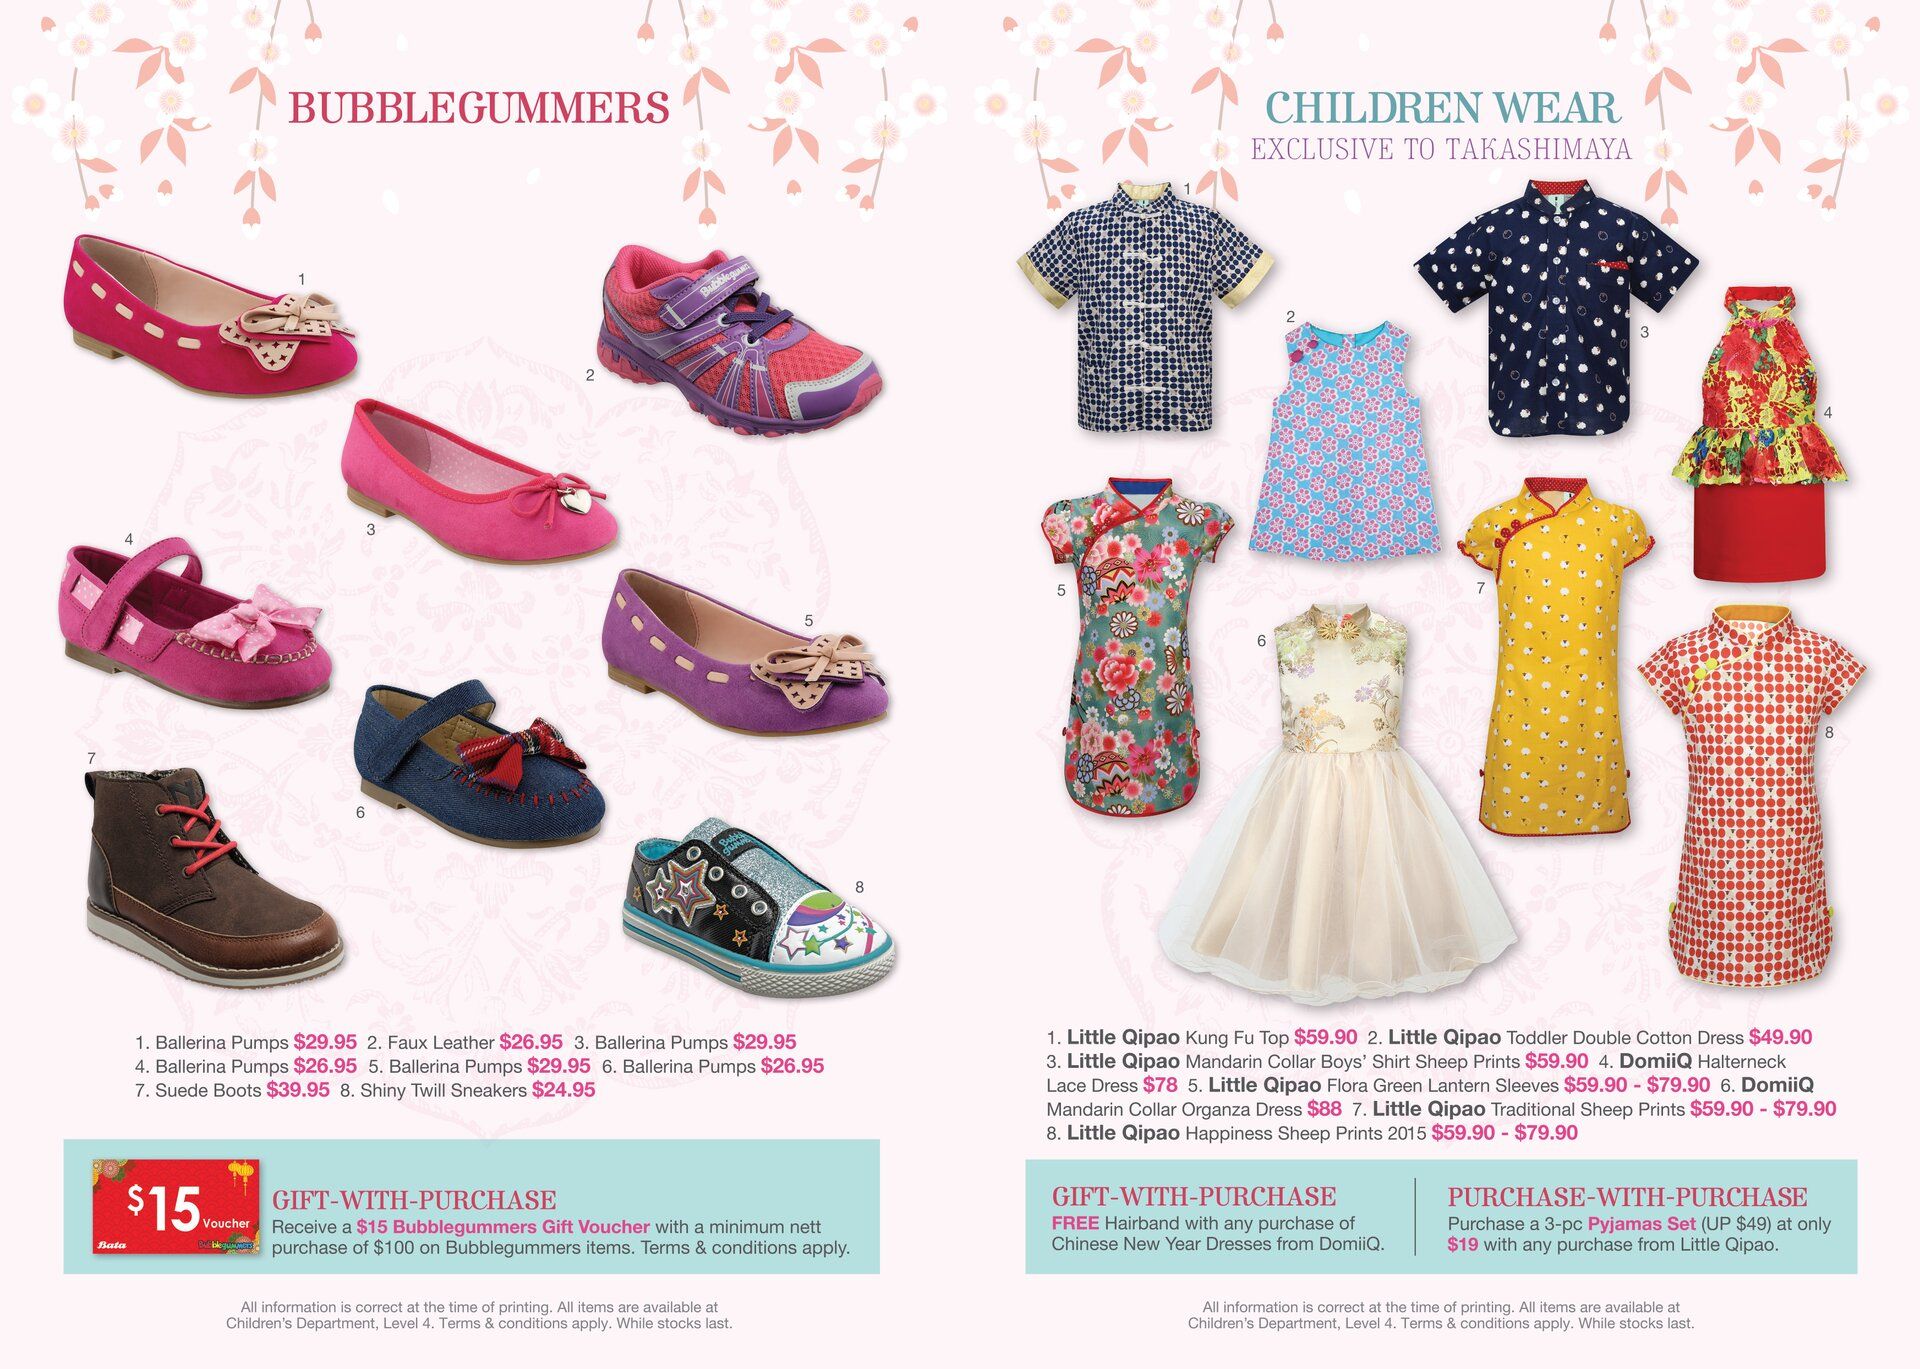 BUBBLEGUMMERS
1
2
3
4
5
6
7
8
Bubblegummers
1. Ballerina Pumps $29.95 2. Faux Leather $26.95 3. Ballerina Pumps $29.95
4. Ballerina Pumps $26.95 5. Ballerina Pumps $29.95 6. Ballerina Pumps $26.95
7. Suede Boots $39.95 8. Shiny Twill Sneakers $24.95
$15 Voucher
Bata Bubblegummers
GIFT-WITH-PURCHASE
Receive a $15 Bubblegummers Gift Voucher with a minimum nett
purchase of $100 on Bubblegummers items. Terms & conditions apply.
All information is correct at the time of printing. All items are available at
Children's Department, Level 4. Terms & conditions apply. While stocks last.
CHILDREN WEAR
EXCLUSIVE TO TAKASHIMAYA
1
2
3
4
5
6
7
8
1. Little Qipao Kung Fu Top $59.90 2. Little Qipao Toddler Double Cotton Dress $49.90
3. Little Qipao Mandarin Collar Boys' Shirt Sheep Prints $59.90 4. DomiiQ Halterneck
Lace Dress $78 5. Little Qipao Flora Green Lantern Sleeves $59.90 - $79.90 6. DomiiQ
Mandarin Collar Organza Dress $88 7. Little Qipao Traditional Sheep Prints $59.90 - $79.90
8. Little Qipao Happiness Sheep Prints 2015 $59.90 - $79.90
GIFT-WITH-PURCHASE
FREE Hairband with any purchase of
Chinese New Year Dresses from DomiiQ.
PURCHASE-WITH-PURCHASE
Purchase a 3-pc Pyjamas Set (UP $49) at only
$19 with any purchase from Little Qipao.
All information is correct at the time of printing. All items are available at
Children's Department, Level 4. Terms & conditions apply. While stocks last.